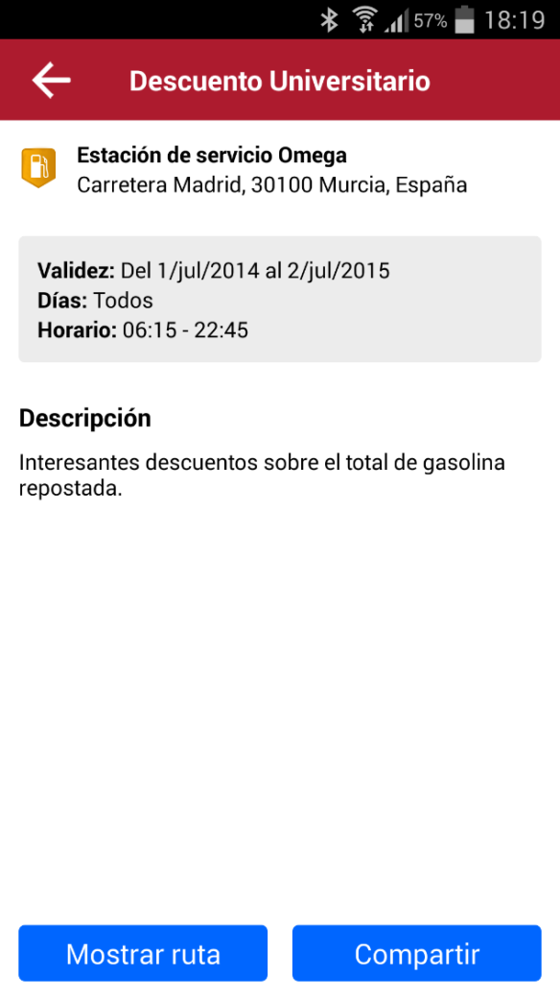 57% 18:19
Descuento Universitario
Estación de servicio Omega
Carretera Madrid, 30100 Murcia, España
Validez: Del 1/jul/2014 al 2/jul/2015
Días: Todos
Horario: 06:15 - 22:45
Descripción
Interesantes descuentos sobre el total de gasolina
repostada.
Mostrar ruta
Compartir